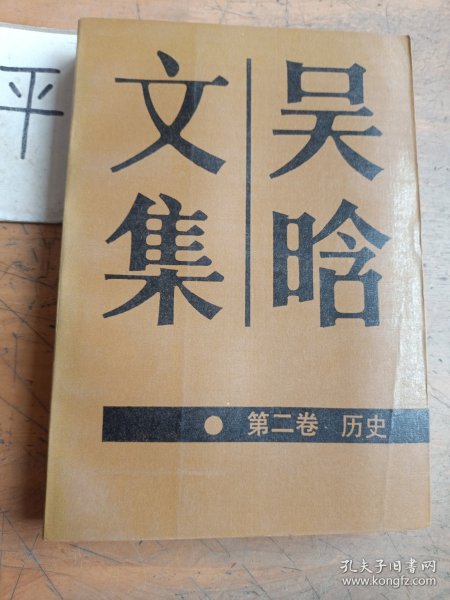 吴晗
文集
第二卷 历史
平
孔夫子旧书网
www.kongfz.com